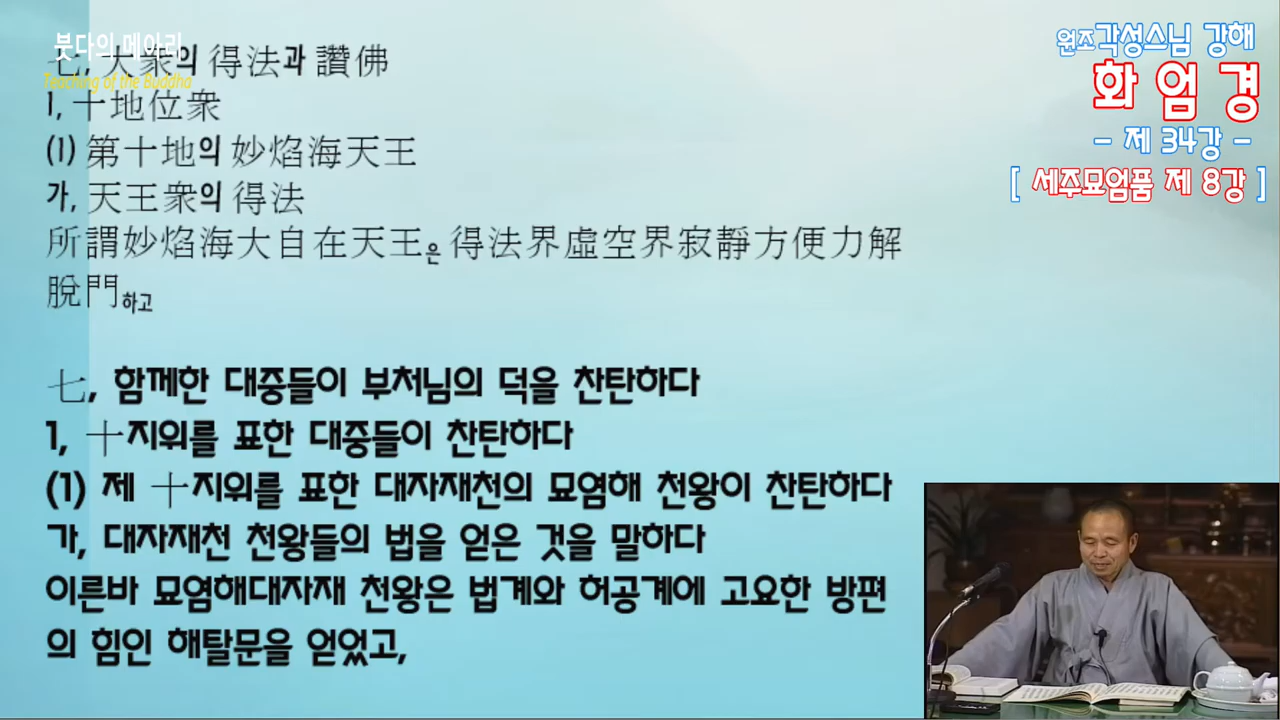 붓다의 메아리
Teaching of the Buddha
七, 大衆의 得法과 讚佛
1, 十地位衆
(1) 第十地의 妙焰海天王
가, 天王衆의 得法
所謂妙焰海大自在天王은 得法界虛空界寂靜方便力解
脫門하고
七, 함께한 대중들이 부처님의 덕을 찬탄하다
1, 十지위를 표한 대중들이 찬탄하다
(1) 제 十지위를 표한 대자재천의 묘염해 천왕이 찬탄하다
가, 대자재천 천왕들의 법을 얻은 것을 말하다
이른바 묘염해대자재 천왕은 법계와 허공계에 고요한 방편
의 힘인 해탈문을 얻었고,
원조각성스님 강해
화엄경
- 제 34강 -
[ 세주묘엄품 제 8강 ]